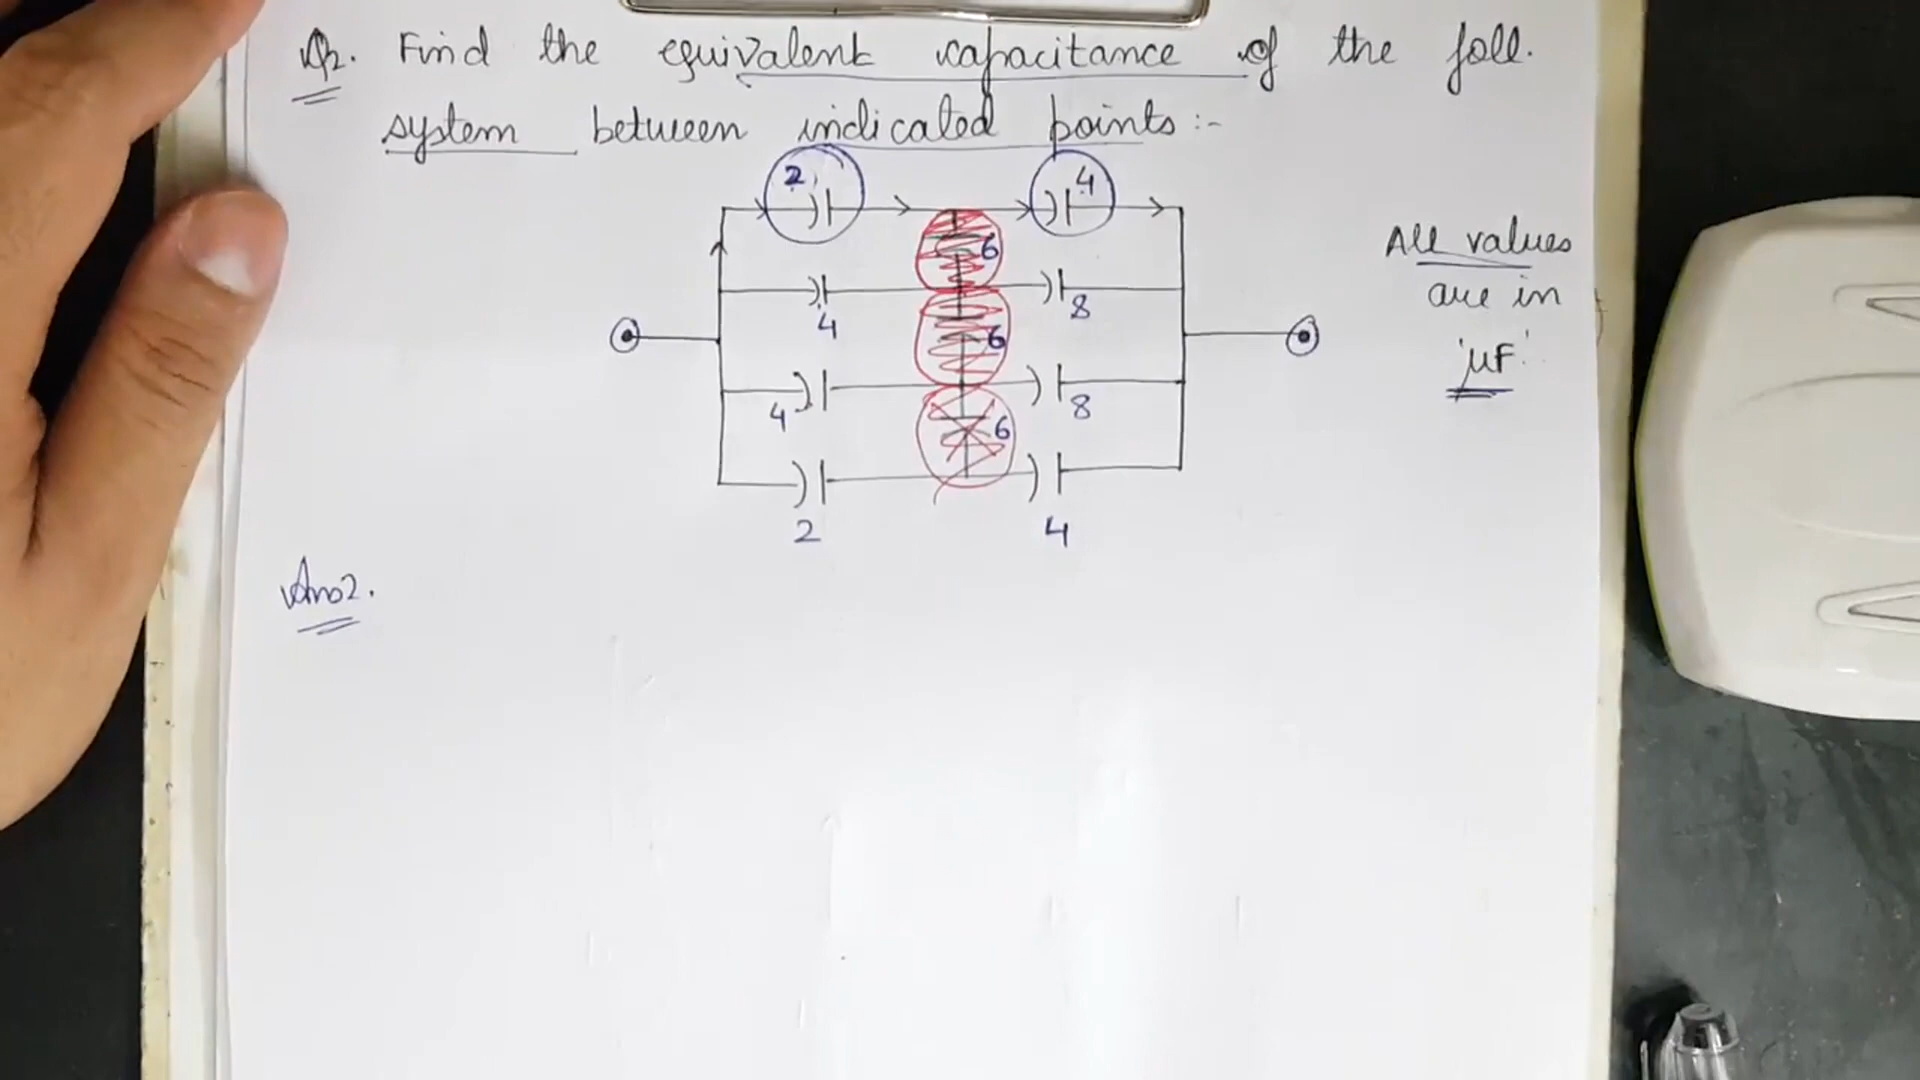 Q2. Find the equivalent capacitance of the foll.
system between indicated points :-
2 4
6
4 8
6
4 8
6
2 4
All values
are in
'μF'
Ans2.